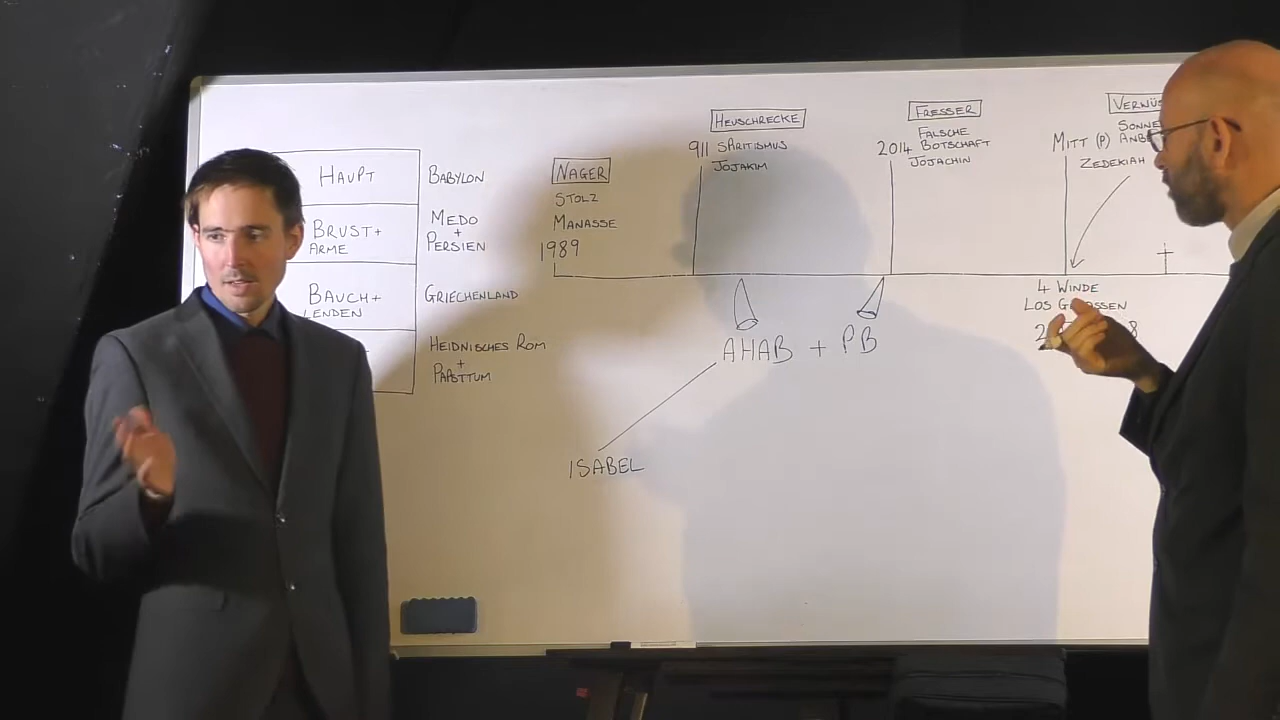 HAUPT
BABYLON
BRUST+
ARME
MEDO
+
PERSIEN
BAUCH+
LENDEN
GRIECHENLAND
HEIDNISCHES ROM
+
PAPSTTUM
NAGER
STOLZ
MANASSE
1989
HEUSCHRECKE
911 SPIRITISMUS
JOJAKIM
FRESSER
FALSCHE
2014 BOTSCHAFT
JOJACHIN
MITT (P)
ZEDEKIAH
4 WINDE
LOS
AHAB + PB
ISABEL